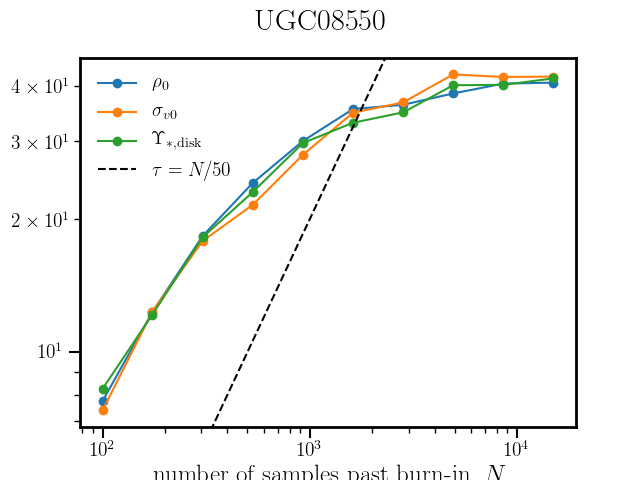 UGC08550
4 × 10¹
3 × 10¹
2 × 10¹
10¹
ρ₀
σᵥ₀
Υ∗,disk
τ = N/50
10² 10³ 10⁴
number of samples past burn-in, N